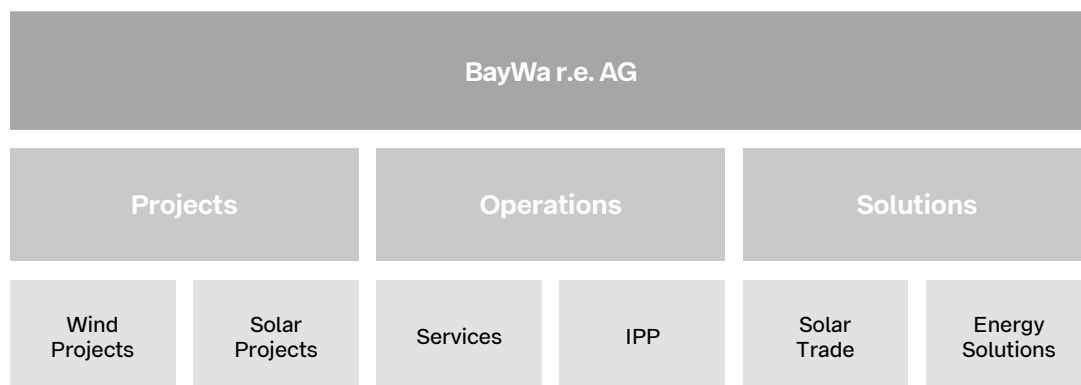 BayWa r.e. AG
Projects
Operations
Solutions
Wind
Projects
Solar
Projects
Services
IPP
Solar
Trade
Energy
Solutions